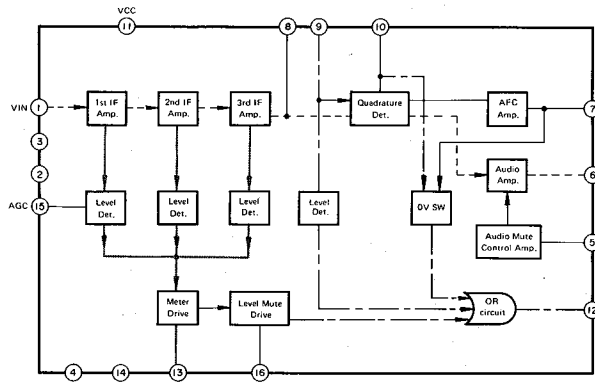 VCC
11
8
9
10
VIN
1
1st IF
Amp.
2nd IF
Amp.
3rd IF
Amp.
Quadrature
Det.
AFC
Amp.
7
3
2
AGC
15
Level
Det.
Level
Det.
Level
Det.
Level
Det.
0V SW
Audio
Amp.
6
Audio Mute
Control Amp.
5
Meter
Drive
Level Mute
Drive
OR
circuit
12
4
14
13
16